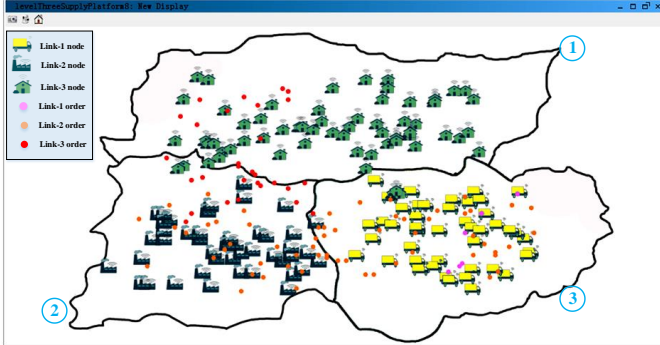 levelThreeSupplyPlatform8: New Display
Link-1 node
Link-2 node
Link-3 node
Link-1 order
Link-2 order
Link-3 order
1
2
3